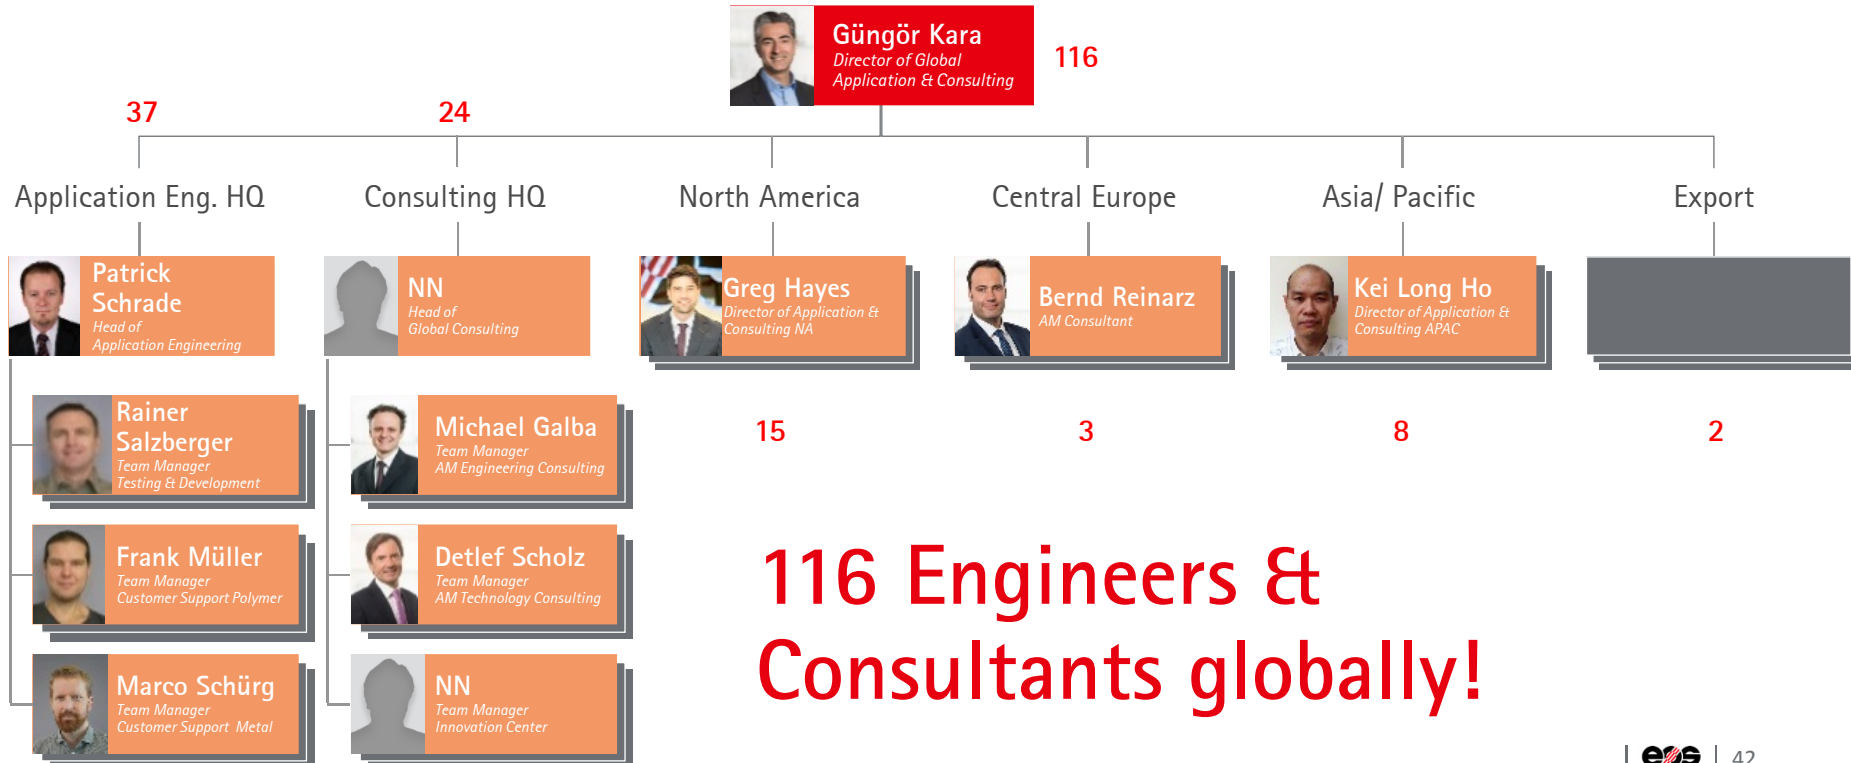 Güngör Kara
Director of Global
Application & Consulting
116
37
24
Application Eng. HQ
Consulting HQ
North America
Central Europe
Asia/ Pacific
Export
Patrick
Schrade
Head of
Application Engineering
NN
Head of
Global Consulting
Greg Hayes
Director of Application &
Consulting NA
Bernd Reinarz
AM Consultant
Kei Long Ho
Director of Application &
Consulting APAC
Rainer
Salzberger
Team Manager
Testing & Development
Michael Galba
Team Manager
AM Engineering Consulting
15
3
8
2
Frank Müller
Team Manager
Customer Support Polymer
Detlef Scholz
Team Manager
AM Technology Consulting
116 Engineers &
Consultants globally!
Marco Schürg
Team Manager
Customer Support Metal
NN
Team Manager
Innovation Center
eos
42